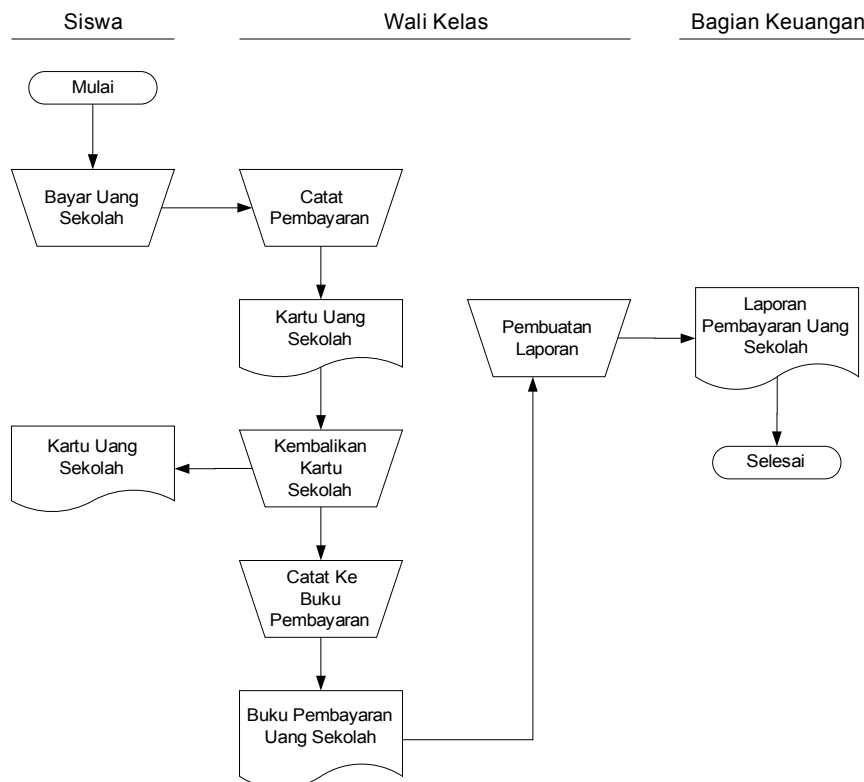 Siswa
Wali Kelas
Bagian Keuangan
Mulai
Bayar Uang
Sekolah
Catat
Pembayaran
Kartu Uang
Sekolah
Kembalikan
Kartu
Sekolah
Kartu Uang
Sekolah
Catat Ke
Buku
Pembayaran
Buku Pembayaran
Uang Sekolah
Pembuatan
Laporan
Laporan
Pembayaran Uang
Sekolah
Selesai